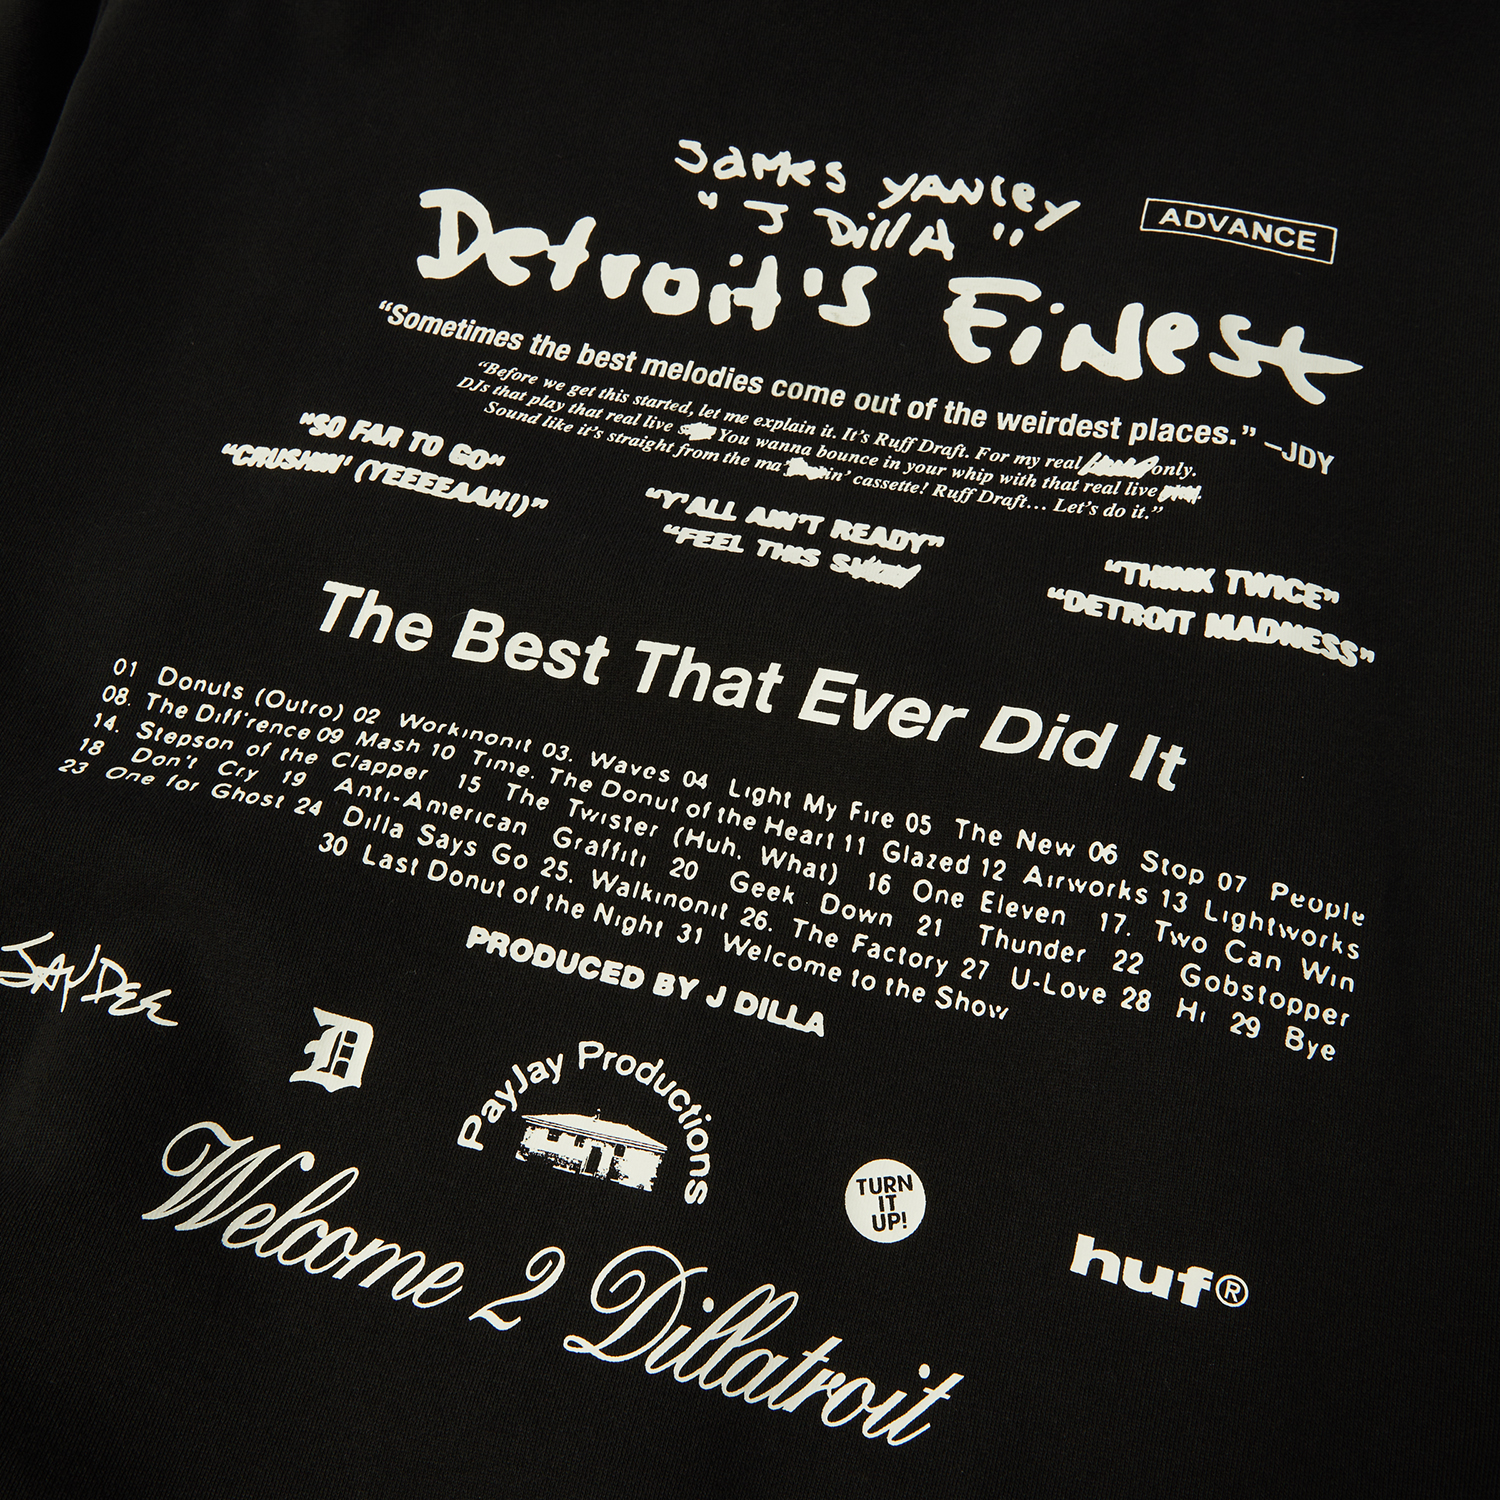 James Yancey
"J Dilla"
ADVANCE
Detroit's Finest
“Sometimes the best melodies come out of the weirdest places.” –JDY
“Before we get this started, let me explain it. It's Ruff Draft. For my real only.
DJs that play that real live You wanna bounce in your whip with that real live
Sound like it's straight from the ma in' cassette! Ruff Draft... Let's do it.”
"SO FAR TO GO"
"CRUSHIN' (YEEEEAAH!)"
"Y'ALL AIN'T READY"
"FEEL THIS
"THINK TWICE"
"DETROIT MADNESS"
The Best That Ever Did It
01 Donuts (Outro) 02 Workinonit 03. Waves 04 Light My Fire 05 The New 06 Stop 07 People
08. The Diff'rence 09 Mash 10 Time. The Donut of the Heart 11 Glazed 12 Airworks 13 Lightworks
14. Stepson of the Clapper 15 The Twister (Huh, What) 16 One Eleven 17. Two Can Win
18 Don't Cry 19 Anti-American Graffiti 20 Geek Down 21 Thunder 22 Gobstopper
23 One for Ghost 24 Dilla Says Go 25. Walkinonit 26. The Factory 27 U-Love 28 Hi 29 Bye
30 Last Donut of the Night 31 Welcome to the Show
PRODUCED BY J DILLA
JAY DEE
D
PayJay Productions
TURN
IT
UP!
huf®
Welcome 2 Dillatroit